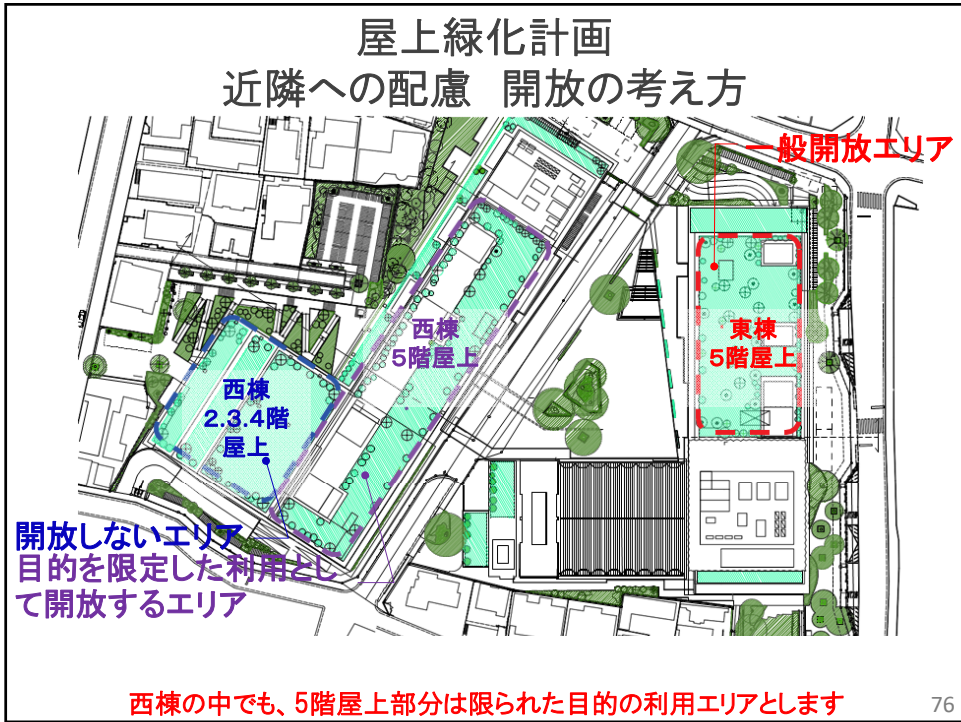 屋上緑化計画
近隣への配慮　開放の考え方
一般開放エリア
西棟
5階屋上
東棟
5階屋上
西棟
2.3.4階
屋上
開放しないエリア
目的を限定した利用とし
て開放するエリア
西棟の中でも、5階屋上部分は限られた目的の利用エリアとします
76